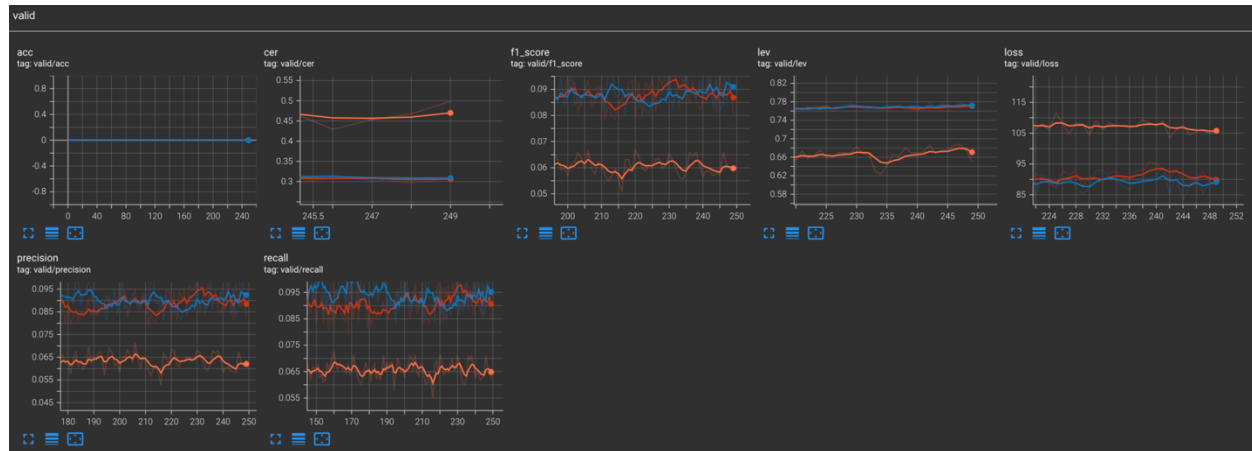 valid
acc
tag: valid/acc
0.8
0.4
0
-0.4
-0.8
0 20 40 60 80 100 120 140 160 180 200 240
cer
tag: valid/cer
0.55
0.5
0.45
0.4
0.35
0.3
245.5 247 249
f1_score
tag: valid/f1_score
0.09
0.08
0.07
0.06
0.05
200 210 220 230 240 250
lev
tag: valid/lev
0.82
0.78
0.74
0.7
0.66
0.62
0.58
225 230 235 240 245 250
loss
tag: valid/loss
115
105
95
85
224 228 232 236 240 244 248 252
precision
tag: valid/precision
0.095
0.085
0.075
0.065
0.055
0.045
180 190 200 210 220 230 250
recall
tag: valid/recall
0.095
0.085
0.075
0.065
0.055
150 170 190 210 230 250